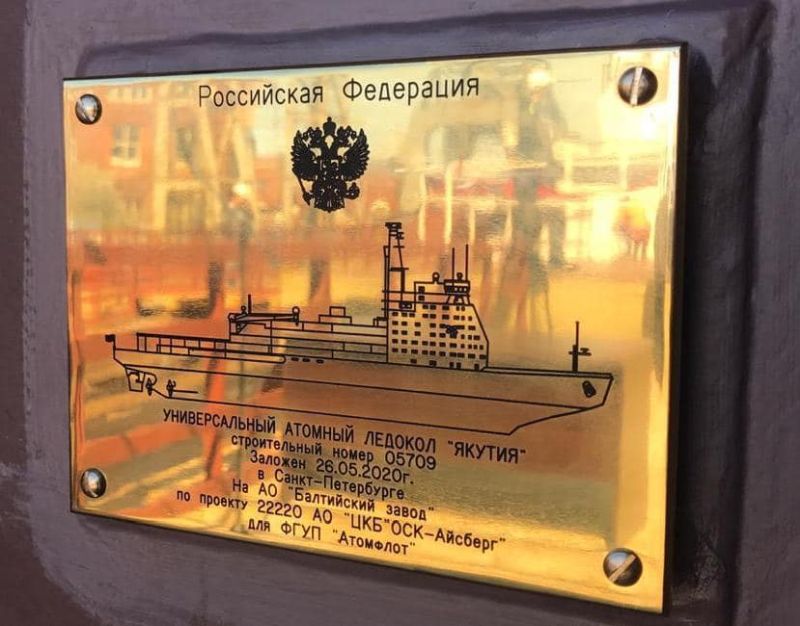 Российская Федерация
УНИВЕРСАЛЬНЫЙ АТОМНЫЙ ЛЕДОКОЛ "ЯКУТИЯ"
строительный номер 05709
Заложен 26.05.2020г.
в Санкт-Петербурге
На АО "Балтийский завод"
по проекту 22220 АО "ЦКБ"ОСК-Айсберг"
для ФГУП "Атомфлот"